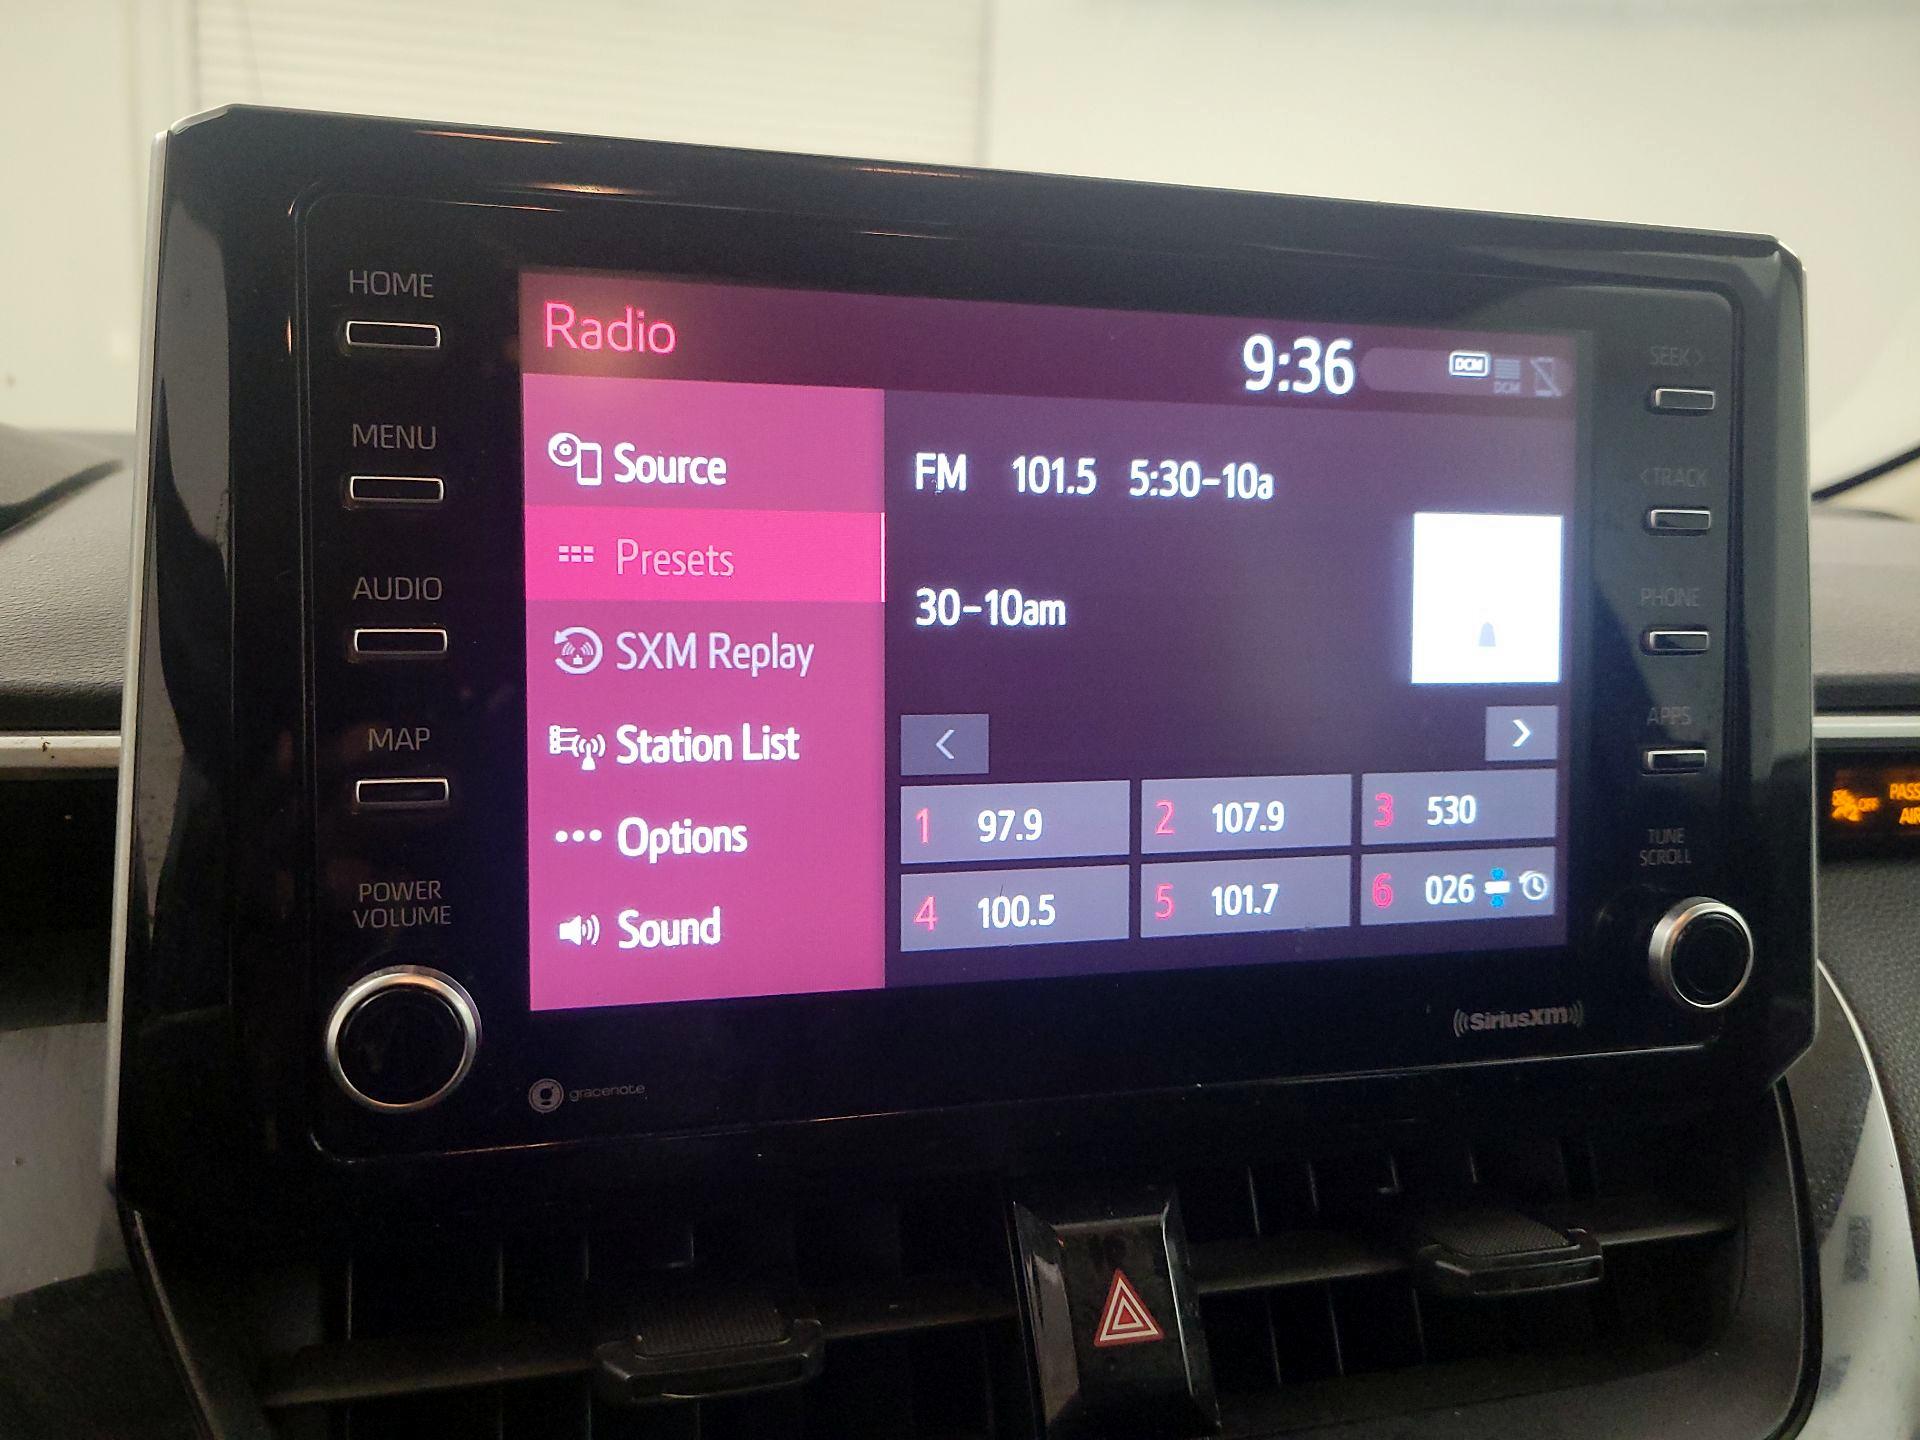 HOME
MENU
AUDIO
MAP
POWER
VOLUME
Radio
9:36
DCM
DCM
Source
Presets
SXM Replay
Station List
Options
Sound
FM 101.5 5:30-10a
30-10am
<
>
1 97.9
2 107.9
3 530
4 100.5
5 101.7
6 026
SEEK >
< TRACK
PHONE
APPS
TUNE
SCROLL
SiriusXM
gracenote
OFF